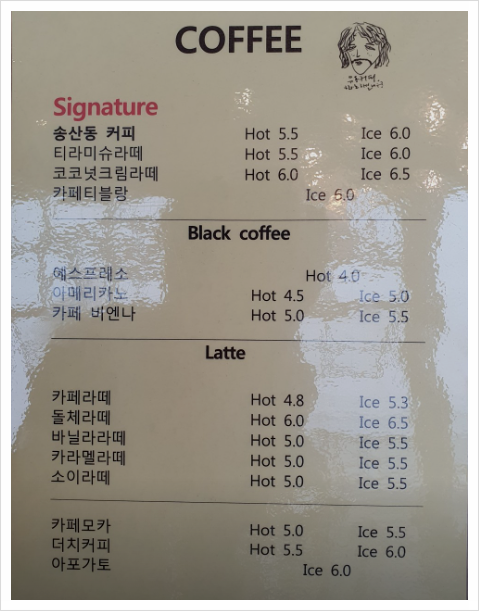 COFFEE
Signature
송산동 커피 Hot 5.5 Ice 6.0
티라미슈라떼 Hot 5.5 Ice 6.0
코코넛크림라떼 Hot 6.0 Ice 6.5
카페티블랑 Ice 6.0
Black coffee
에스프레소 Hot 4.0
아메리카노 Hot 4.5 Ice 5.0
카페 비엔나 Hot 5.0 Ice 5.5
Latte
카페라떼 Hot 4.8 Ice 5.3
돌체라떼 Hot 6.0 Ice 6.5
바닐라라떼 Hot 5.0 Ice 5.5
카라멜라떼 Hot 5.0 Ice 5.5
소이라떼 Hot 5.0 Ice 5.5
카페모카 Hot 5.0 Ice 5.5
더치커피 Hot 5.5 Ice 6.0
아포가토 Ice 6.0